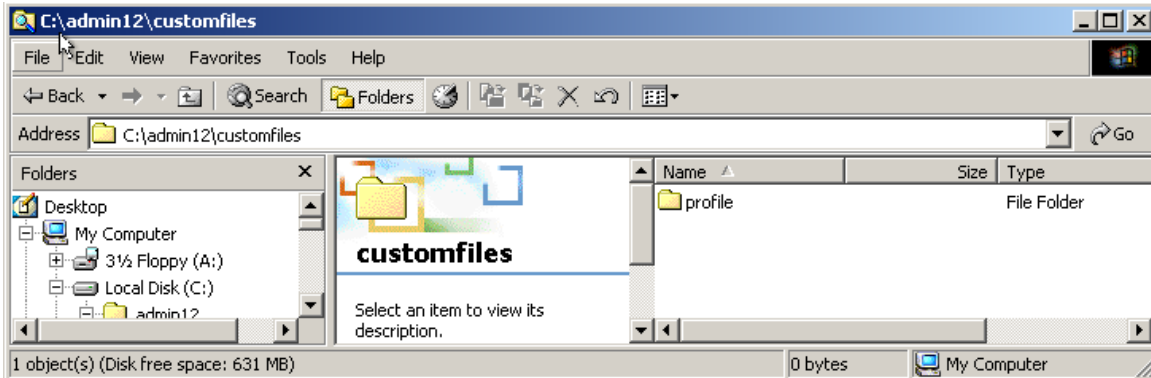 C:\admin12\customfiles
File Edit View Favorites Tools Help
Back Search Folders
Address C:\admin12\customfiles Go
Folders
Desktop
My Computer
3½ Floppy (A:)
Local Disk (C:)
admin12
customfiles
Select an item to view its
description.
Name Size Type
profile File Folder
1 object(s) (Disk free space: 631 MB) 0 bytes My Computer